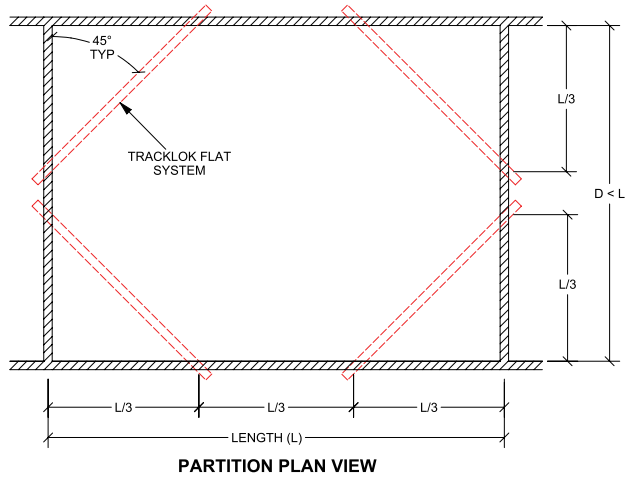 45°
TYP
L/3
TRACKLOK FLAT
SYSTEM
D < L
L/3
L/3
L/3
L/3
LENGTH (L)
PARTITION PLAN VIEW